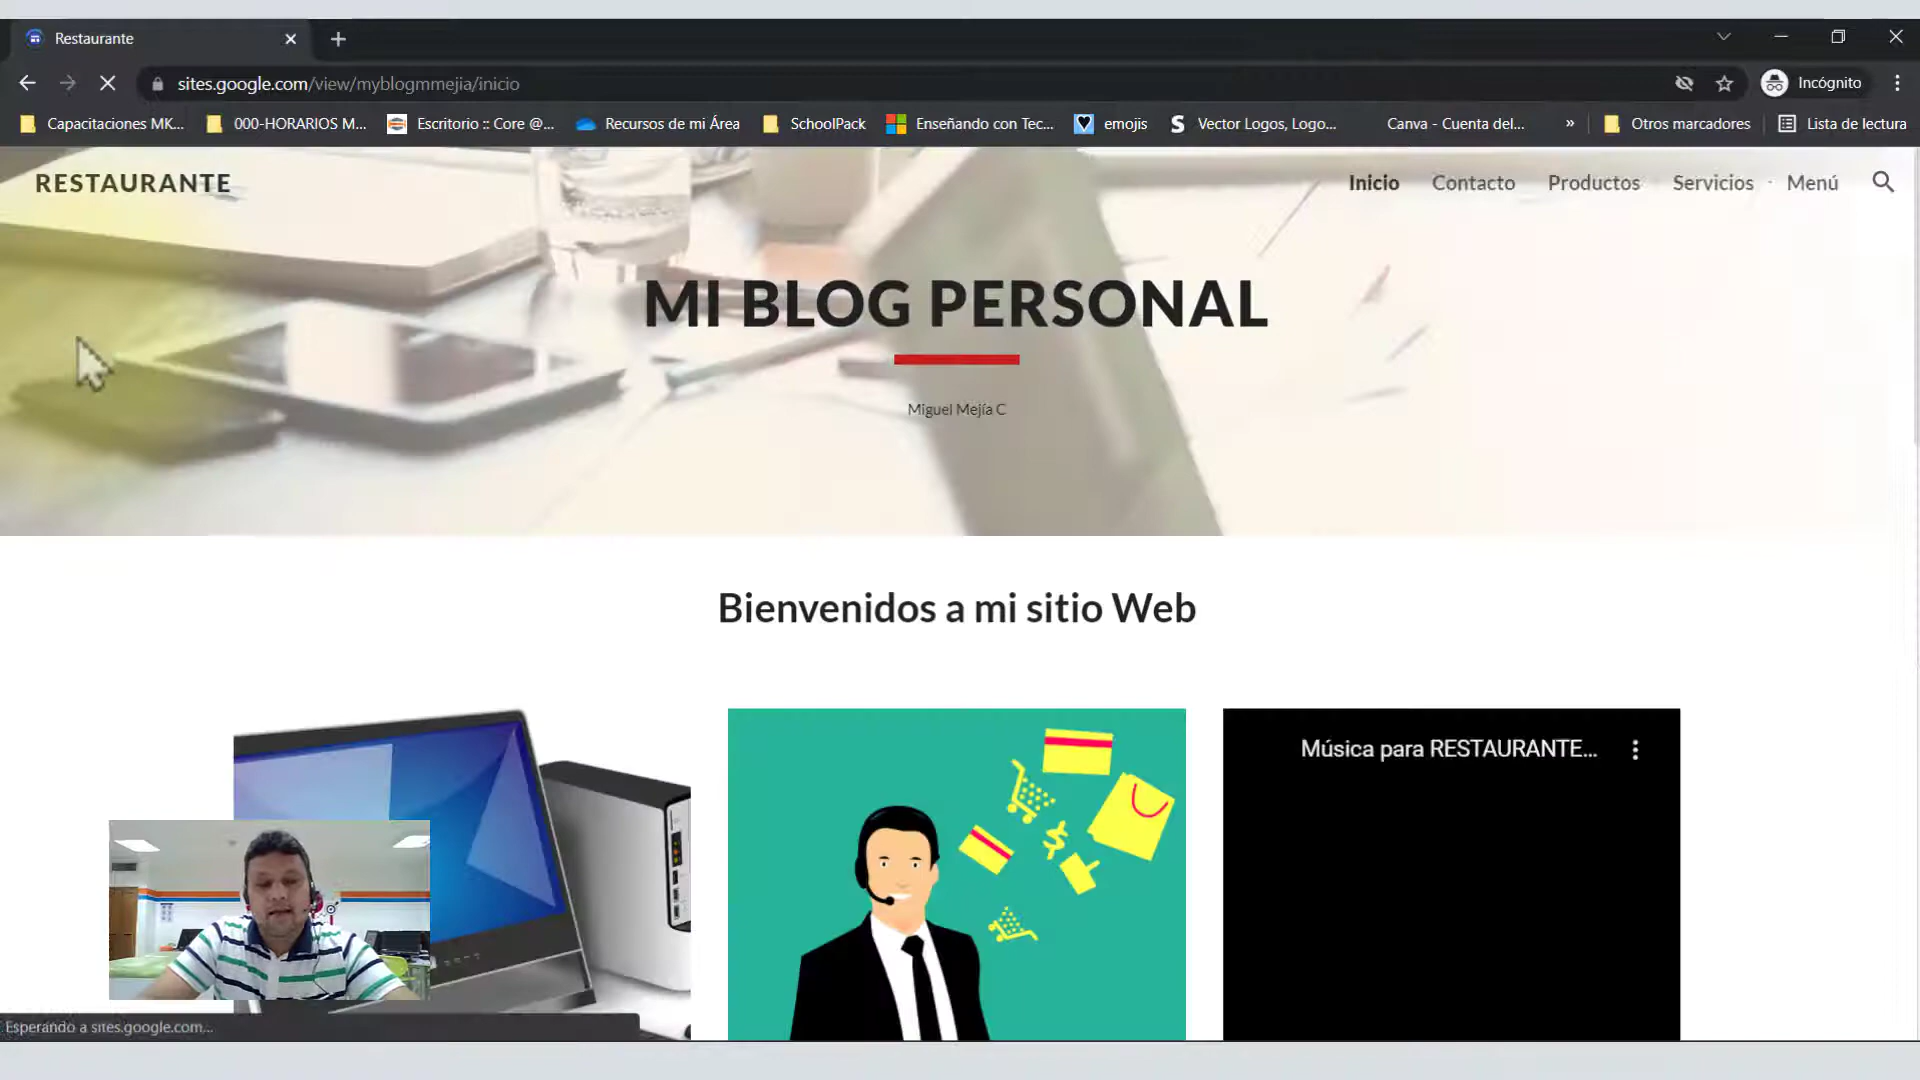 Restaurante
sites.google.com/view/myblogmmejia/inicio
Incógnito
Capacitaciones MK...
000-HORARIOS M...
Escritorio :: Core @...
Recursos de mi Área
SchoolPack
Enseñando con Tec...
emojis
Vector Logos, Logo...
Canva - Cuenta del...
»
Otros marcadores
Lista de lectura
RESTAURANTE
Inicio
Contacto
Productos
Servicios
Menú
MI BLOG PERSONAL
Miguel Mejía C
Bienvenidos a mi sitio Web
Música para RESTAURANTE...
Esperando a sites.google.com...